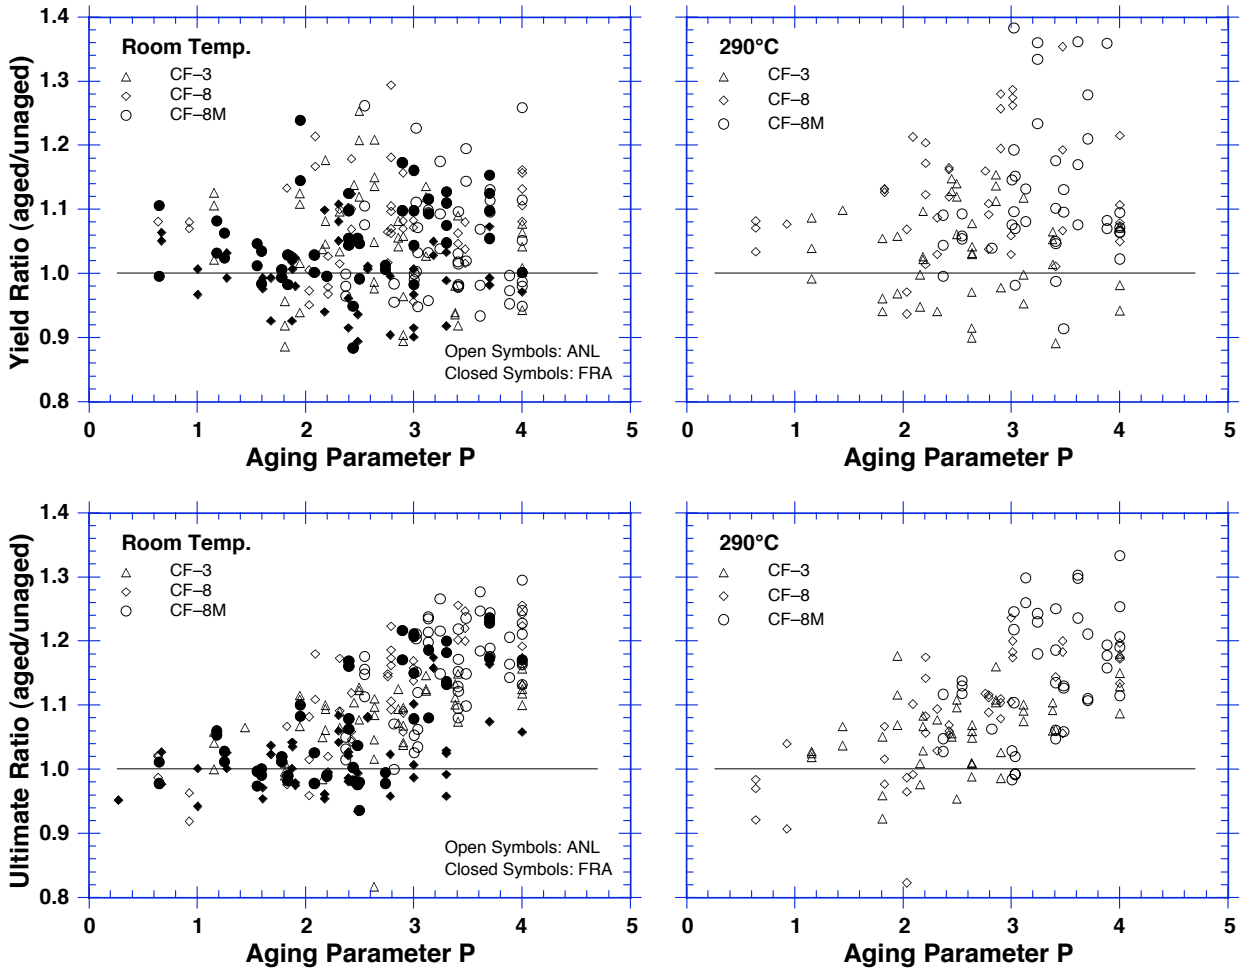 1.4
1.3
1.2
1.1
1.0
0.9
0.8
Yield Ratio (aged/unaged)
Room Temp.
CF–3
CF–8
CF–8M
Open Symbols: ANL
Closed Symbols: FRA
0 1 2 3 4 5
Aging Parameter P
290°C
CF–3
CF–8
CF–8M
0 1 2 3 4 5
Aging Parameter P
1.4
1.3
1.2
1.1
1.0
0.9
0.8
Ultimate Ratio (aged/unaged)
Room Temp.
CF–3
CF–8
CF–8M
Open Symbols: ANL
Closed Symbols: FRA
0 1 2 3 4 5
Aging Parameter P
290°C
CF–3
CF–8
CF–8M
0 1 2 3 4 5
Aging Parameter P